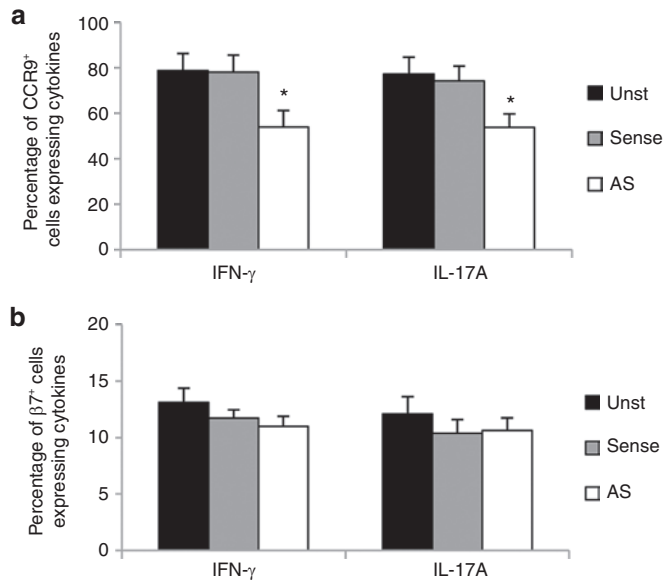 a
Percentage of CCR9⁺
cells expressing cytokines
100
80
60
40
20
0
*
*
IFN-γ
IL-17A
Unst
Sense
AS
b
Percentage of β7⁺ cells
expressing cytokines
20
15
10
5
0
IFN-γ
IL-17A
Unst
Sense
AS